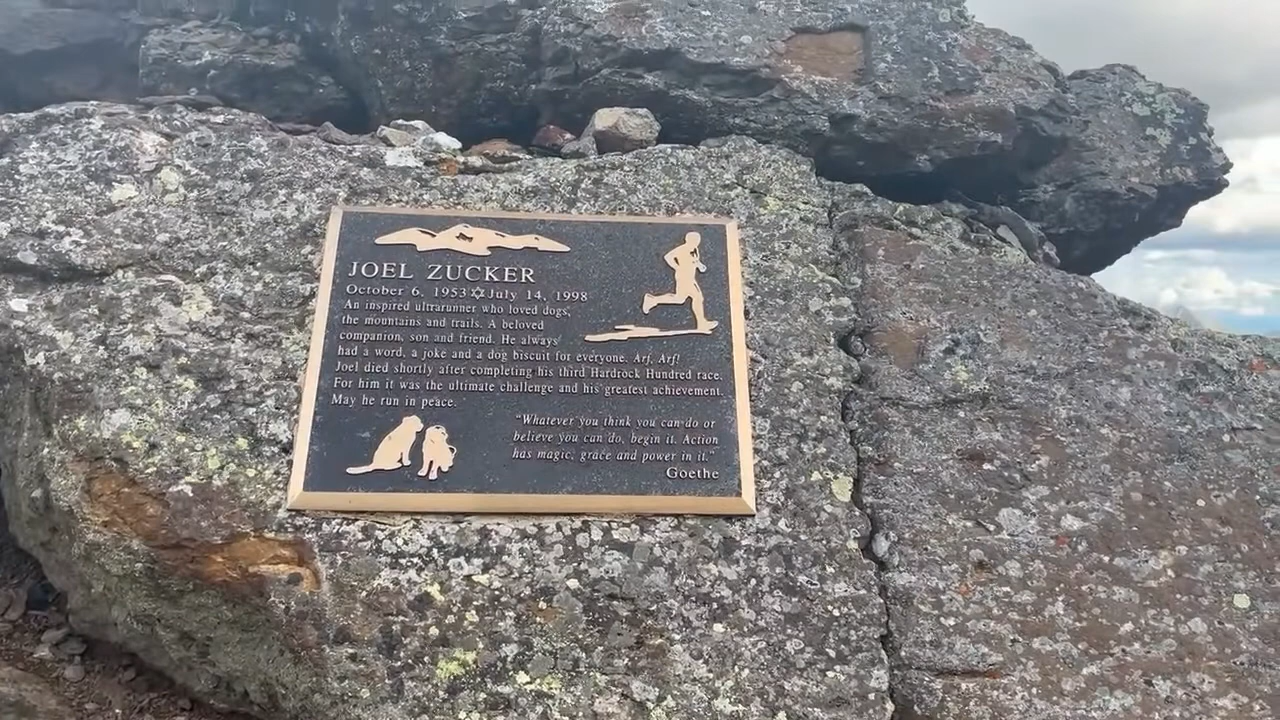 JOEL ZUCKER
October 6, 1953✡July 14, 1998
An inspired ultrarunner who loved dogs,
the mountains and trails. A beloved
companion, son and friend. He always
had a word, a joke and a dog biscuit for everyone. Arf, Arf!
Joel died shortly after completing his third Hardrock Hundred race.
For him it was the ultimate challenge and his greatest achievement.
May he run in peace.
"Whatever you think you can do or
believe you can do, begin it. Action
has magic, grace and power in it."
Goethe